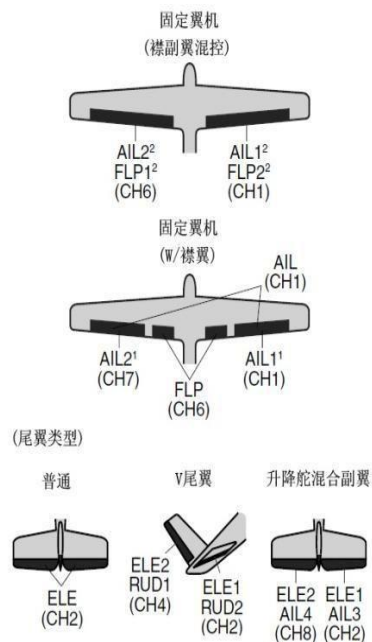 固定翼机
(襟副翼混控)
AIL2²
FLP1²
(CH6)
AIL1²
FLP2²
(CH1)
固定翼机
(W/襟翼)
AIL
(CH1)
AIL2¹
(CH7)
FLP
(CH6)
AIL1¹
(CH1)
(尾翼类型)
普通
ELE
(CH2)
V尾翼
ELE2
RUD1
(CH4)
ELE1
RUD2
(CH2)
升降舵混合副翼
ELE2
AIL4
(CH8)
ELE1
AIL3
(CH2)